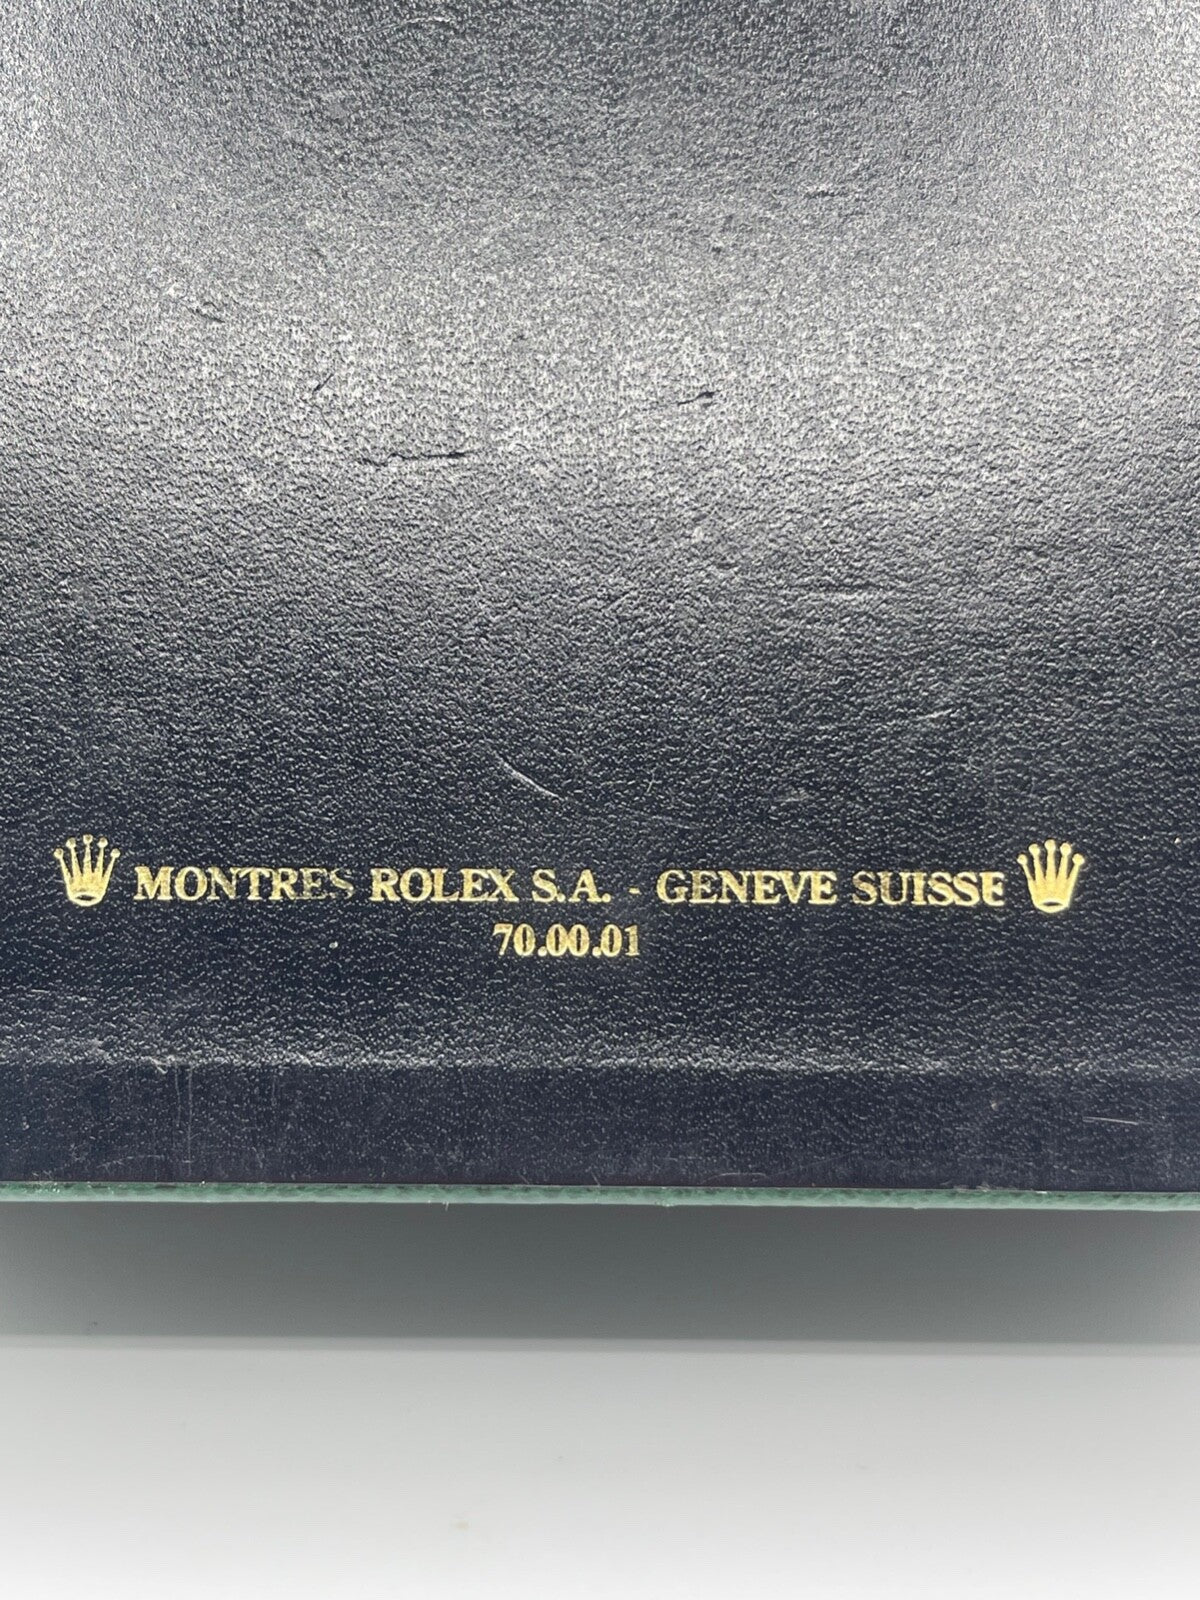 MONTRES ROLEX S.A. - GENEVE SUISSE
70.00.01